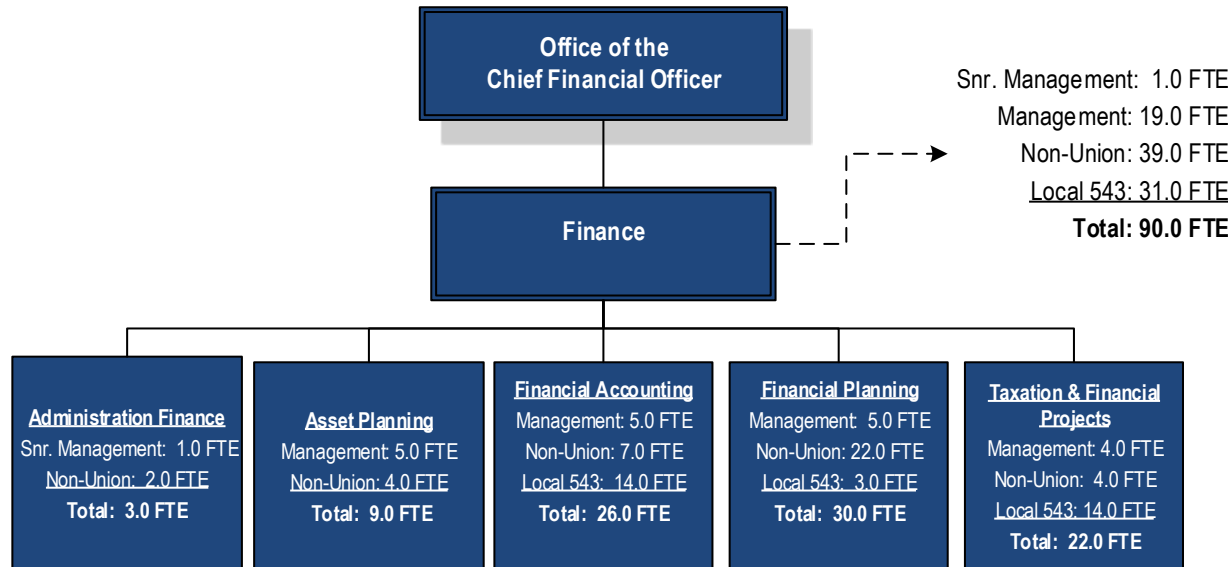 Office of the
Chief Financial Officer
Snr. Management: 1.0 FTE
Management: 19.0 FTE
Non-Union: 39.0 FTE
Local 543: 31.0 FTE
Total: 90.0 FTE
Finance
Administration Finance
Snr. Management: 1.0 FTE
Non-Union: 2.0 FTE
Total: 3.0 FTE
Asset Planning
Management: 5.0 FTE
Non-Union: 4.0 FTE
Total: 9.0 FTE
Financial Accounting
Management: 5.0 FTE
Non-Union: 7.0 FTE
Local 543: 14.0 FTE
Total: 26.0 FTE
Financial Planning
Management: 5.0 FTE
Non-Union: 22.0 FTE
Local 543: 3.0 FTE
Total: 30.0 FTE
Taxation & Financial
Projects
Management: 4.0 FTE
Non-Union: 4.0 FTE
Local 543: 14.0 FTE
Total: 22.0 FTE